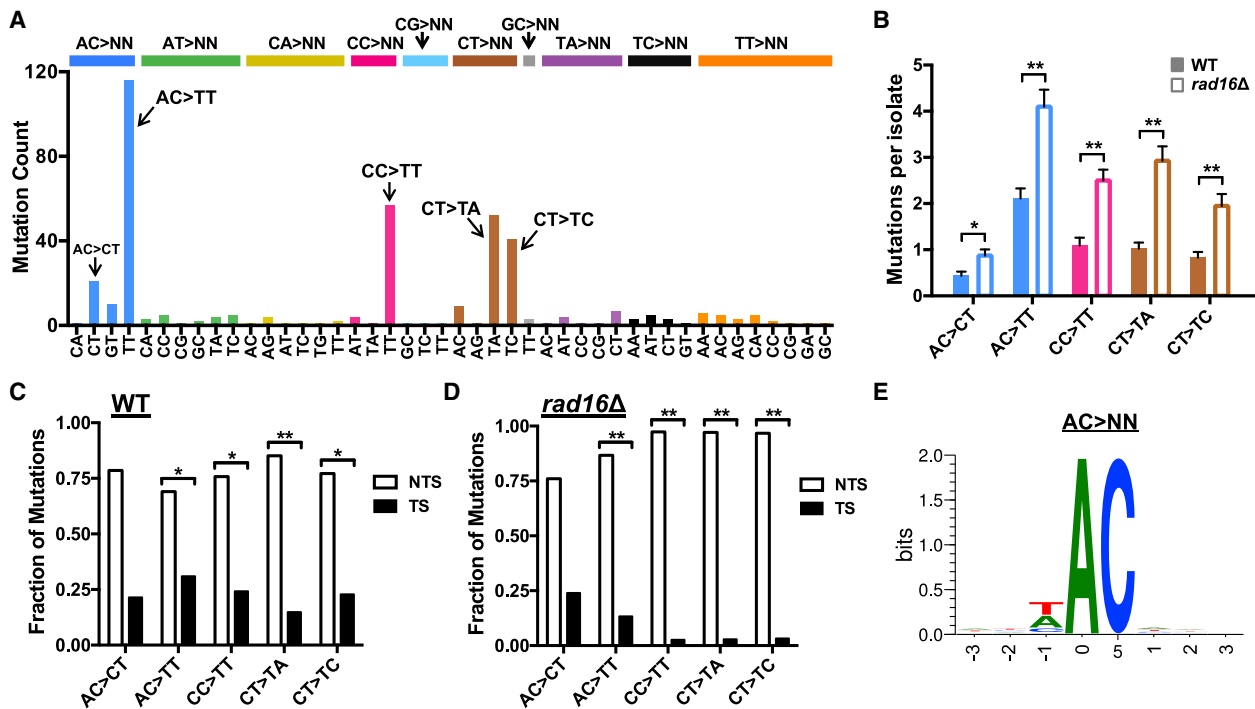 A
CG>NN
GC>NN
AC>NN AT>NN CA>NN CC>NN CT>NN TA>NN TC>NN TT>NN
Mutation Count
120
80
40
0
AC>TT
AC>CT
CC>TT
CT>TA
CT>TC
CA CT GT TT CA CC CG GC TA TC AC AG AT TC TG TT AT TA TT GC TC TT AC AG TA TC TT AC AT CC CG CT AA AT CT GT AA AC AG CA CC CG GA GC
B
Mutations per isolate
5
4
3
2
1
0
* ** ** ** **
WT
rad16Δ
AC>CT AC>TT CC>TT CT>TA CT>TC
C
WT
Fraction of Mutations
1.00
0.75
0.50
0.25
0.00
* * ** *
NTS
TS
AC>CT AC>TT CC>TT CT>TA CT>TC
D
rad16Δ
Fraction of Mutations
1.00
0.75
0.50
0.25
0.00
** ** ** **
NTS
TS
AC>CT AC>TT CC>TT CT>TA CT>TC
E
AC>NN
bits
2.0
1.5
1.0
0.5
0.0
T
A
A C
-3 -2 -1 0 5 1 2 3